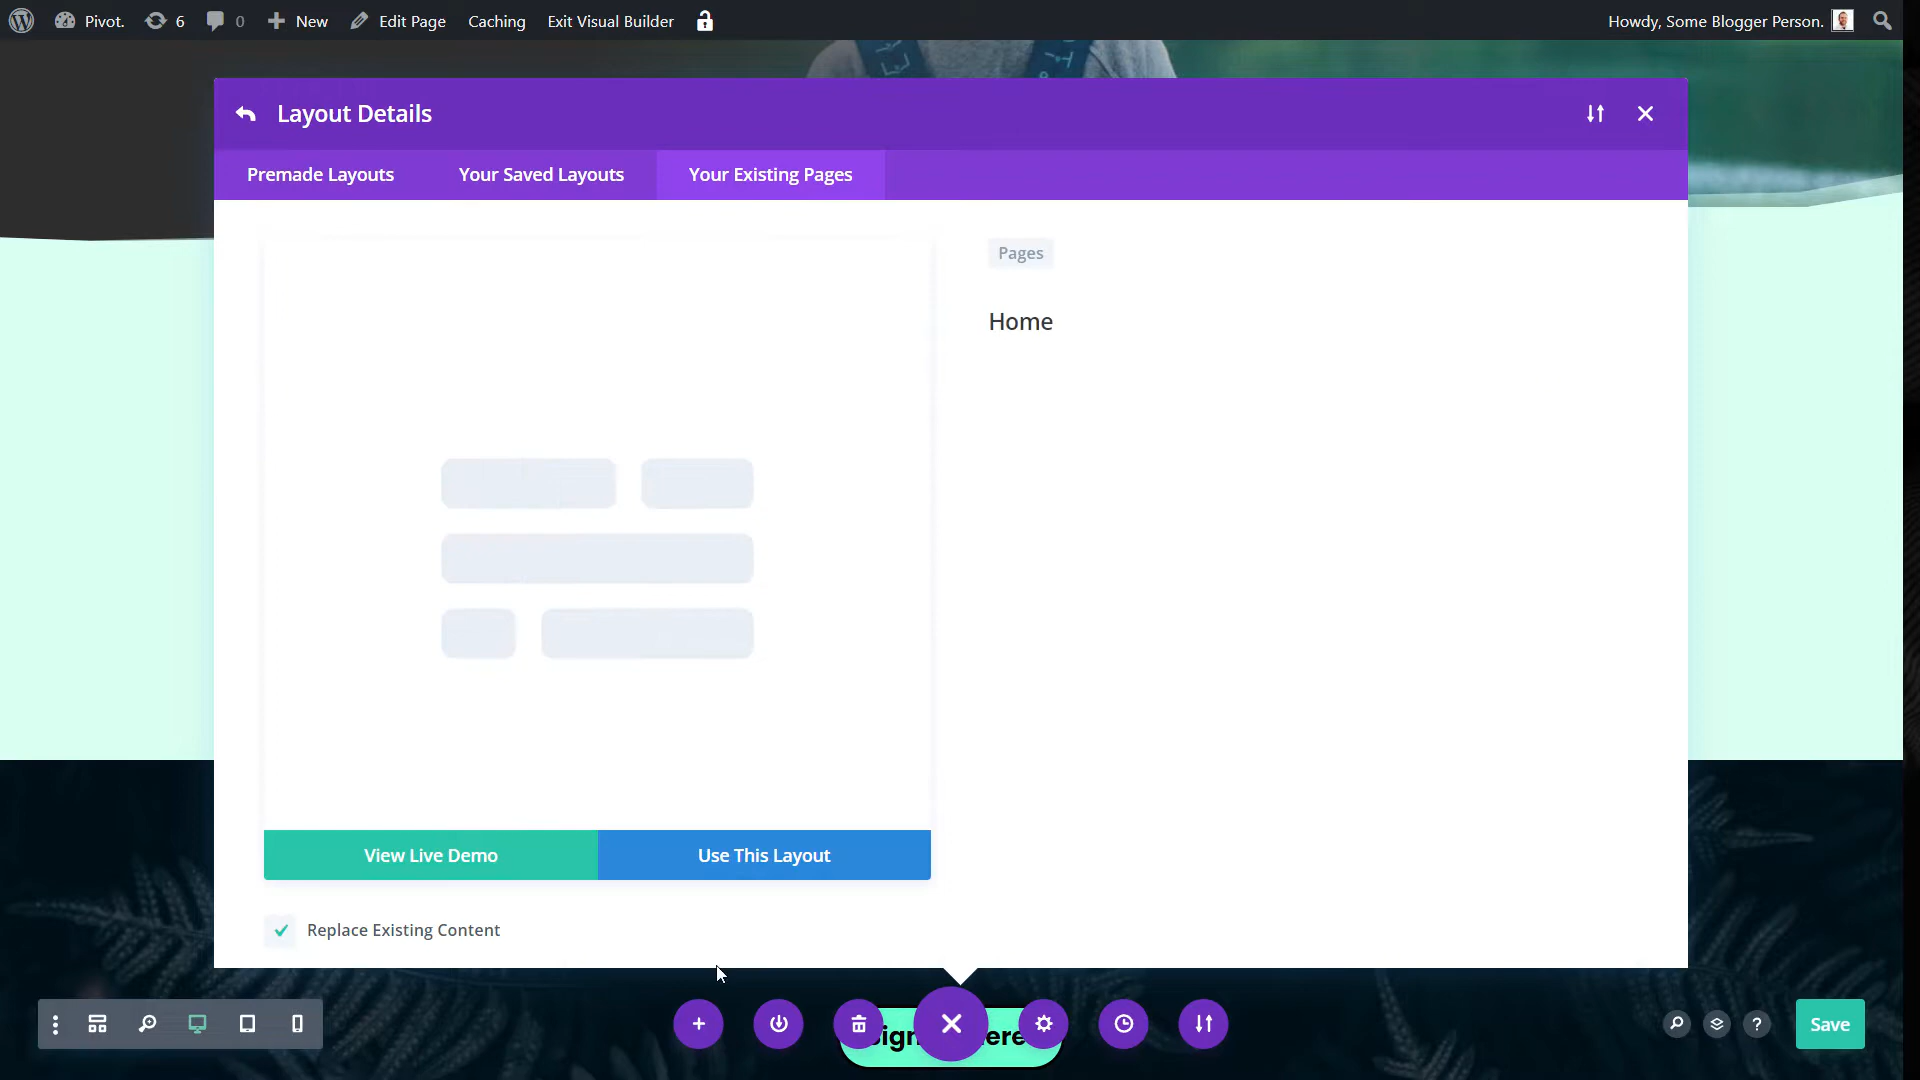 Pivot. 6 0 New Edit Page Caching Exit Visual Builder Howdy, Some Blogger Person.
Layout Details
Premade Layouts Your Saved Layouts Your Existing Pages
Pages
Home
View Live Demo Use This Layout
Replace Existing Content
Save